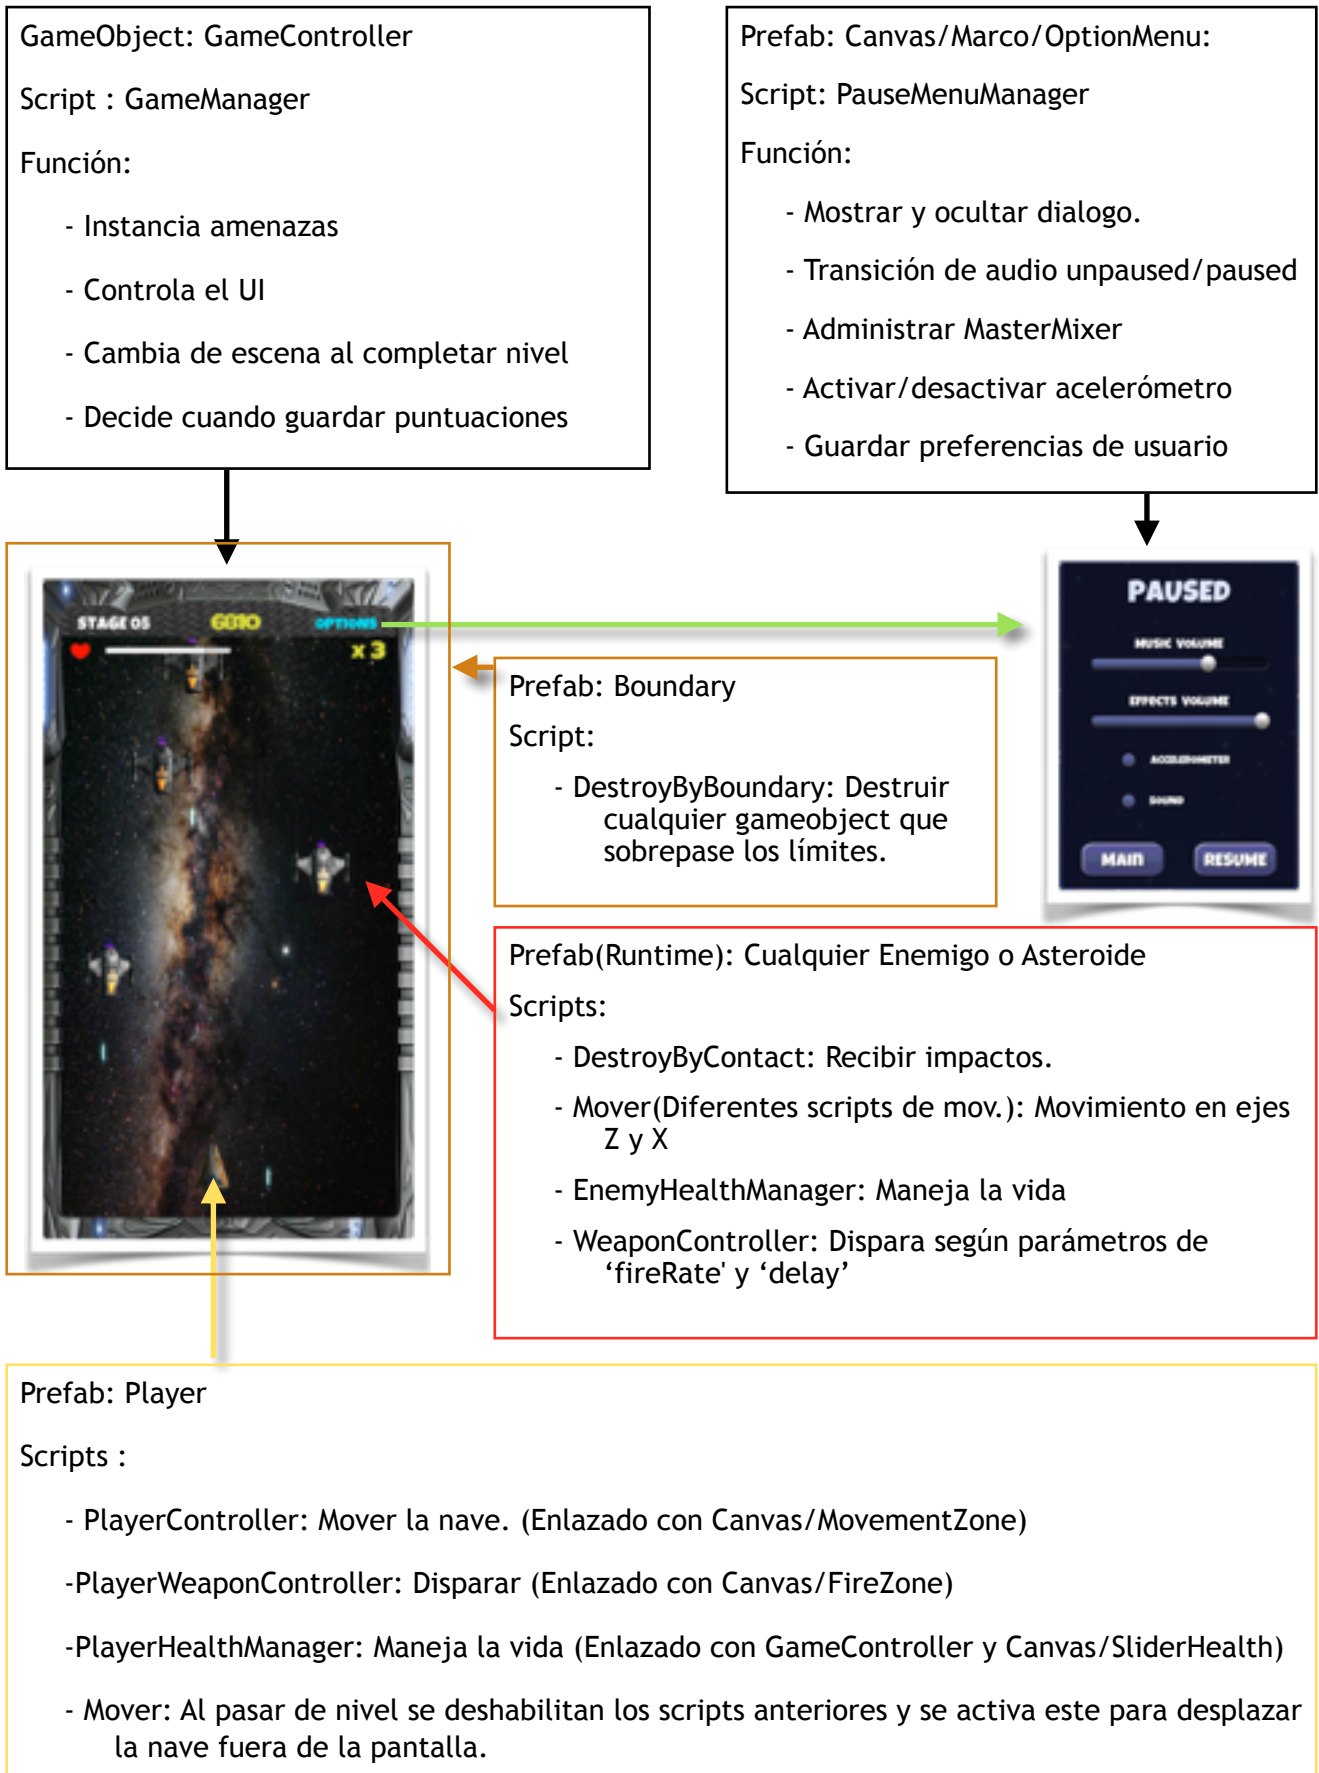 GameObject: GameController
Script : GameManager
Función:
- Instancia amenazas
- Controla el UI
- Cambia de escena al completar nivel
- Decide cuando guardar puntuaciones
Prefab: Canvas/Marco/OptionMenu:
Script: PauseMenuManager
Función:
- Mostrar y ocultar dialogo.
- Transición de audio unpaused/paused
- Administrar MasterMixer
- Activar/desactivar acelerómetro
- Guardar preferencias de usuario
STAGE 05 6010 OPTIONS
x 3
PAUSED
MUSIC VOLUME
EFFECTS VOLUME
ACCELEROMETER
SOUND
MAIN RESUME
Prefab: Boundary
Script:
- DestroyByBoundary: Destruir
cualquier gameobject que
sobrepase los límites.
Prefab(Runtime): Cualquier Enemigo o Asteroide
Scripts:
- DestroyByContact: Recibir impactos.
- Mover(Diferentes scripts de mov.): Movimiento en ejes
Z y X
- EnemyHealthManager: Maneja la vida
- WeaponController: Dispara según parámetros de
‘fireRate' y ‘delay’
Prefab: Player
Scripts :
- PlayerController: Mover la nave. (Enlazado con Canvas/MovementZone)
-PlayerWeaponController: Disparar (Enlazado con Canvas/FireZone)
-PlayerHealthManager: Maneja la vida (Enlazado con GameController y Canvas/SliderHealth)
- Mover: Al pasar de nivel se deshabilitan los scripts anteriores y se activa este para desplazar
la nave fuera de la pantalla.